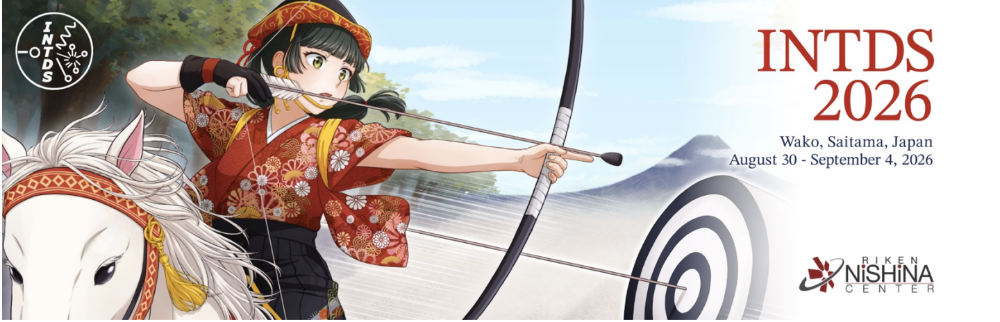 INTDS
INTDS
2026
Wako, Saitama, Japan
August 30 - September 4, 2026
RIKEN
NiSHiNA
CENTER